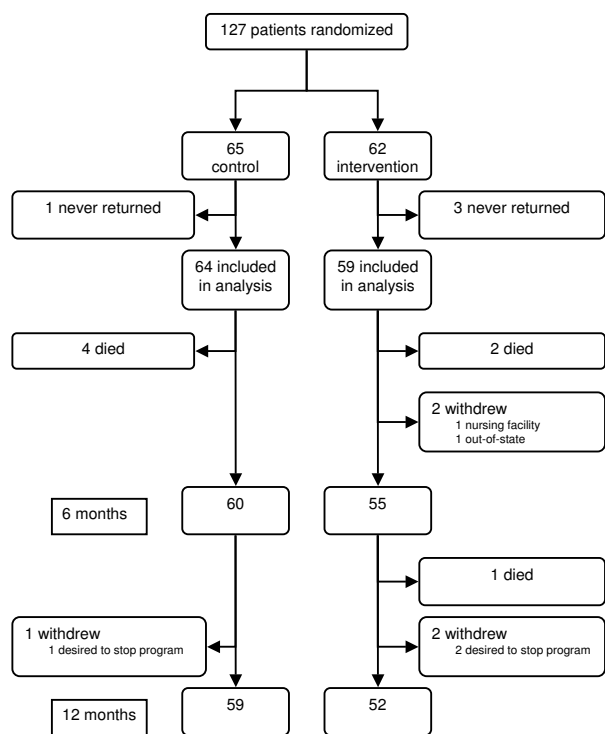 127 patients randomized
65
control
62
intervention
1 never returned
3 never returned
64 included
in analysis
59 included
in analysis
4 died
2 died
2 withdrew
1 nursing facility
1 out-of-state
6 months
60
55
1 died
1 withdrew
1 desired to stop program
2 withdrew
2 desired to stop program
12 months
59
52